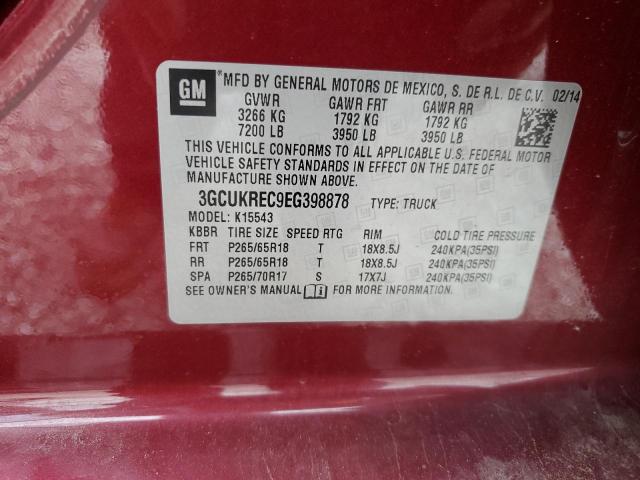 GM ® MFD BY GENERAL MOTORS DE MEXICO, S. DE R.L. DE C.V. 02/14
GVWR GAWR FRT GAWR RR
3266 KG 1792 KG 1792 KG
7200 LB 3950 LB 3950 LB
THIS VEHICLE CONFORMS TO ALL APPLICABLE U.S. FEDERAL MOTOR
VEHICLE SAFETY STANDARDS IN EFFECT ON THE DATE OF
MANUFACTURE SHOWN ABOVE.
3GCUKREC9EG398878 TYPE: TRUCK
MODEL: K15543
KBBR TIRE SIZE SPEED RTG RIM COLD TIRE PRESSURE
FRT P265/65R18 T 18X8.5J 240KPA(35PSI)
RR P265/65R18 T 18X8.5J 240KPA(35PSI)
SPA P265/70R17 S 17X7J 240KPA(35PSI)
SEE OWNER'S MANUAL FOR MORE INFORMATION.